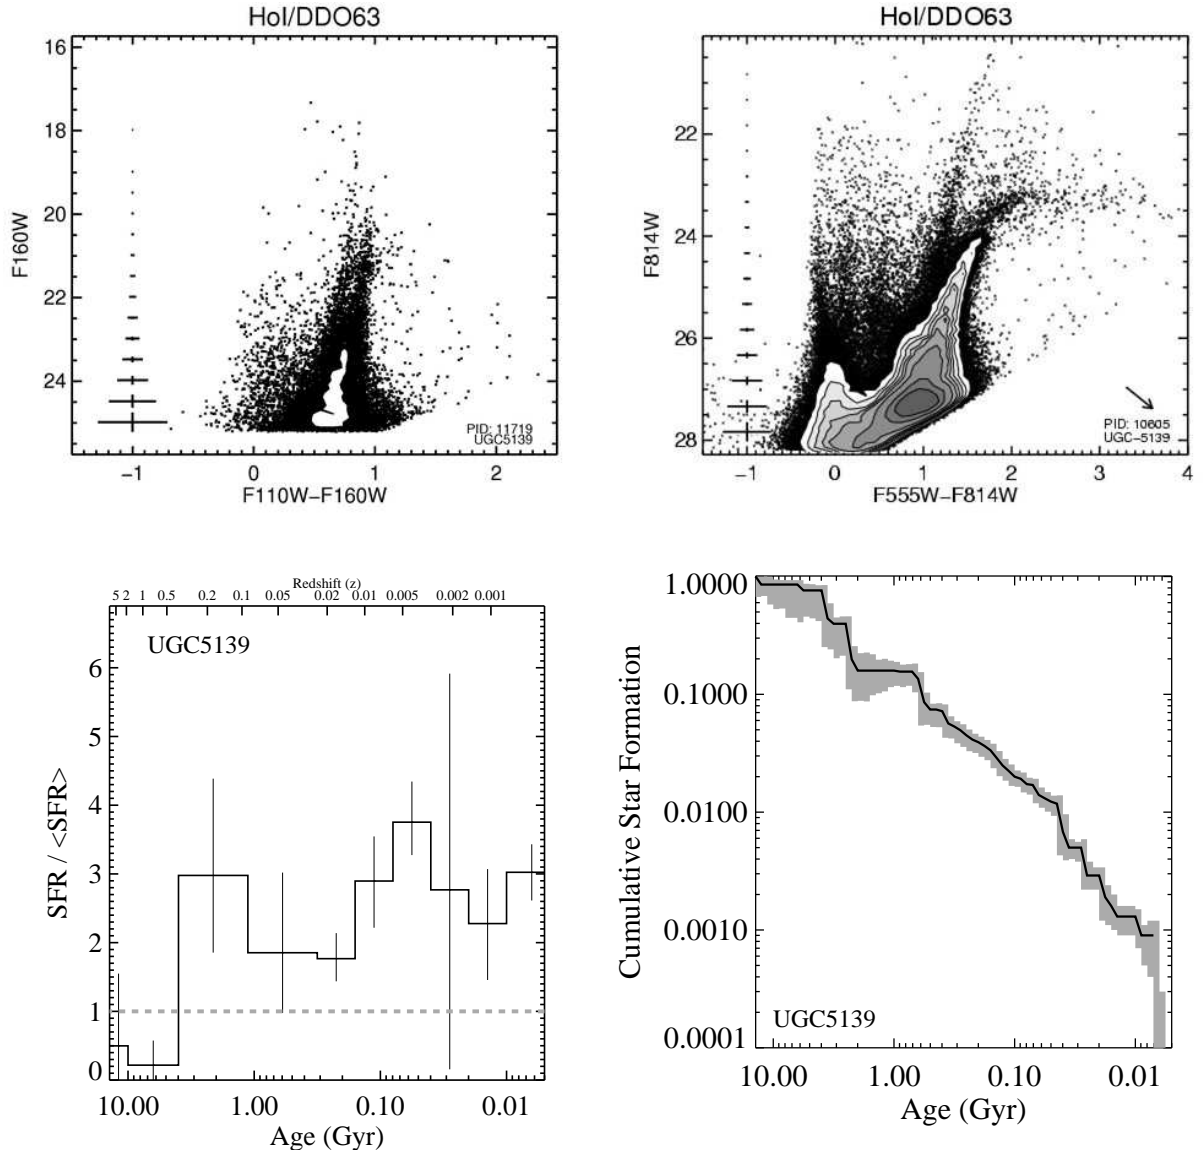 HoI/DDO63
16
18
20
22
24
F160W
PID: 11719
UGC5139
−1 0 1 2
F110W−F160W
HoI/DDO63
22
24
26
28
F814W
PID: 10605
UGC−5139
−1 0 1 2 3 4
F555W−F814W
Redshift (z)
5 2 1 0.5 0.2 0.1 0.05 0.02 0.01 0.005 0.002 0.001
UGC5139
6
5
4
3
2
1
0
SFR / <SFR>
10.00 1.00 0.10 0.01
Age (Gyr)
1.0000
0.1000
0.0100
0.0010
0.0001
Cumulative Star Formation
UGC5139
10.00 1.00 0.10 0.01
Age (Gyr)